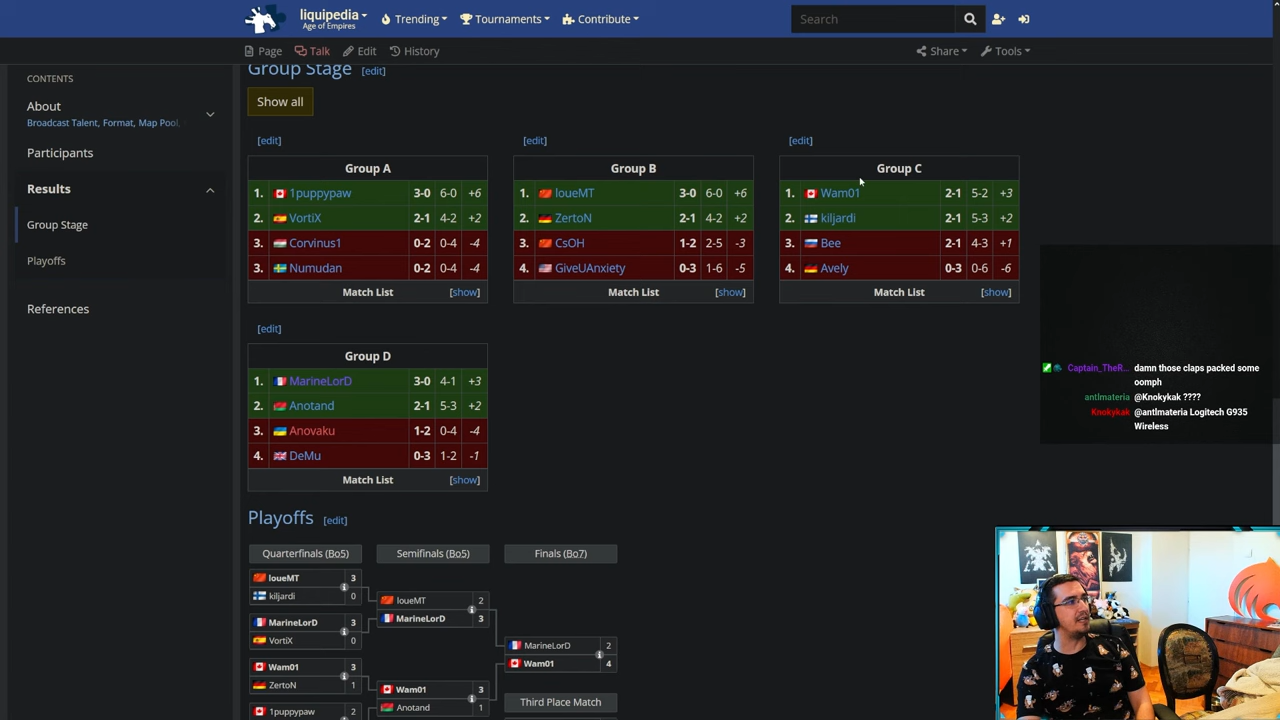 liquipedia
Age of Empires
Trending
Tournaments
Contribute
Search
Page
Talk
Edit
History
Share
Tools
CONTENTS
About
Broadcast Talent, Format, Map Pool,
Participants
Results
Group Stage
Playoffs
References
Group Stage [edit]
Show all
[edit]
Group A
1. 1puppypaw 3-0 6-0 +6
2. VortiX 2-1 4-2 +2
3. Corvinus1 0-2 0-4 -4
3. Numudan 0-2 0-4 -4
Match List [show]
[edit]
Group B
1. loueMT 3-0 6-0 +6
2. ZertoN 2-1 4-2 +2
3. CsOH 1-2 2-5 -3
4. GiveUAnxiety 0-3 1-6 -5
Match List [show]
[edit]
Group C
1. Wam01 2-1 5-2 +3
2. kiljardi 2-1 5-3 +2
3. Bee 2-1 4-3 +1
4. Avely 0-3 0-6 -6
Match List [show]
[edit]
Group D
1. MarineLorD 3-0 4-1 +3
2. Anotand 2-1 5-3 +2
3. Anovaku 1-2 0-4 -4
4. DeMu 0-3 1-2 -1
Match List [show]
Playoffs [edit]
Quarterfinals (Bo5)
loueMT 3
kiljardi 0
MarineLorD 3
VortiX 0
Wam01 3
ZertoN 1
1puppypaw 2
Semifinals (Bo5)
loueMT 2
MarineLorD 3
Wam01 3
Anotand 1
Finals (Bo7)
MarineLorD 2
Wam01 4
Third Place Match
Captain_TheR... damn those claps packed some
oomph
antlmateria @Knokykak ????
Knokykak @antlmateria Logitech G935
Wireless